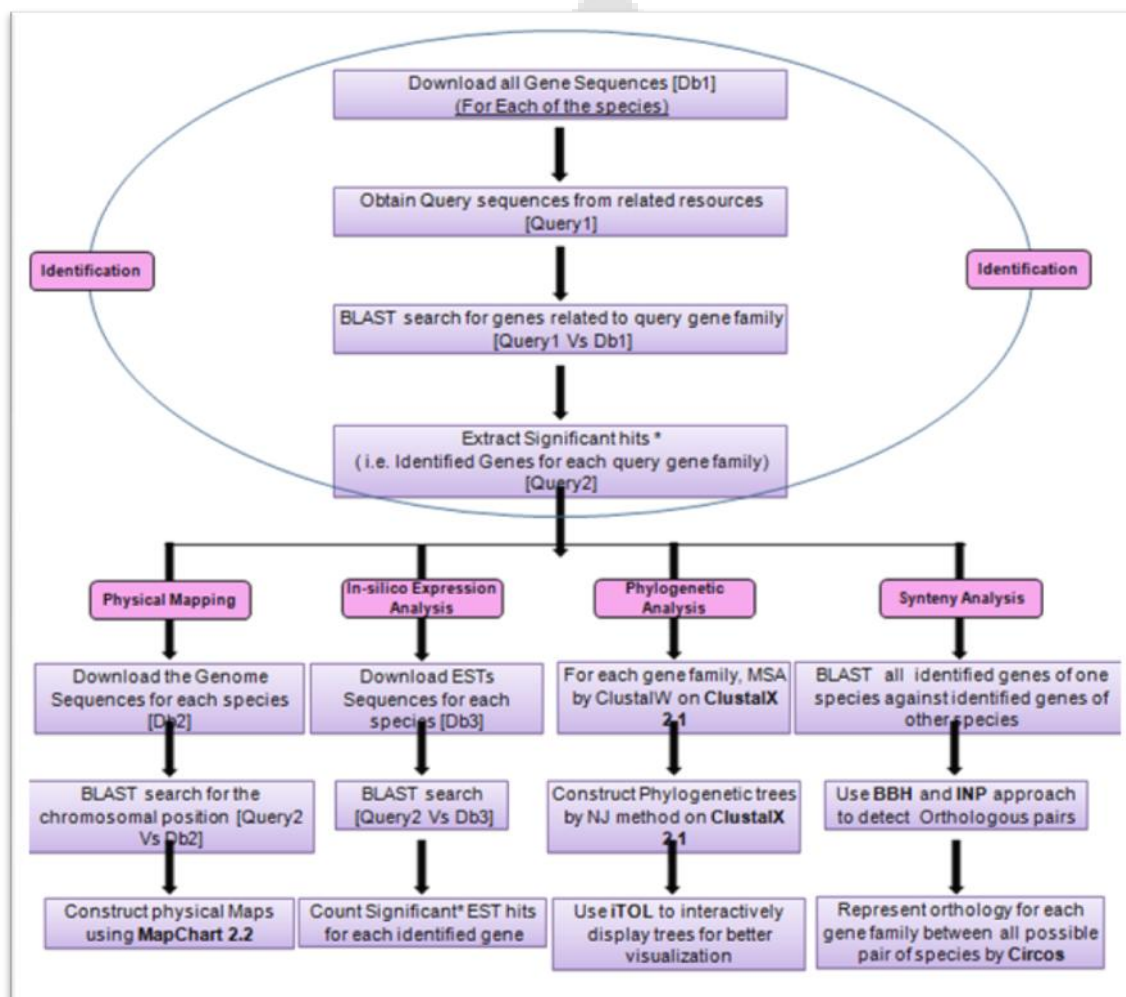 Download all Gene Sequences [Db1]
(For Each of the species)
Obtain Query sequences from related resources
[Query1]
Identification
Identification
BLAST search for genes related to query gene family
[Query1 Vs Db1]
Extract Significant hits *
( i.e. Identified Genes for each query gene family)
[Query2]
Physical Mapping
Download the Genome
Sequences for each species
[Db2]
BLAST search for the
chromosomal position [Query2
Vs Db2]
Construct physical Maps
using MapChart 2.2
In-silico Expression
Analysis
Download ESTs
Sequences for each
species [Db3]
BLAST search
[Query2 Vs Db3]
Count Significant* EST hits
for each identified gene
Phylogenetic
Analysis
For each gene family, MSA
by ClustalW on ClustalX
2.1
Construct Phylogenetic trees
by NJ method on ClustalX
2.1
Use iTOL to interactively
display trees for better
visualization
Synteny Analysis
BLAST all identified genes of one
species against identified genes of
other species
Use BBH and INP approach
to detect Orthologous pairs
Represent orthology for each
gene family between all possible
pair of species by Circos